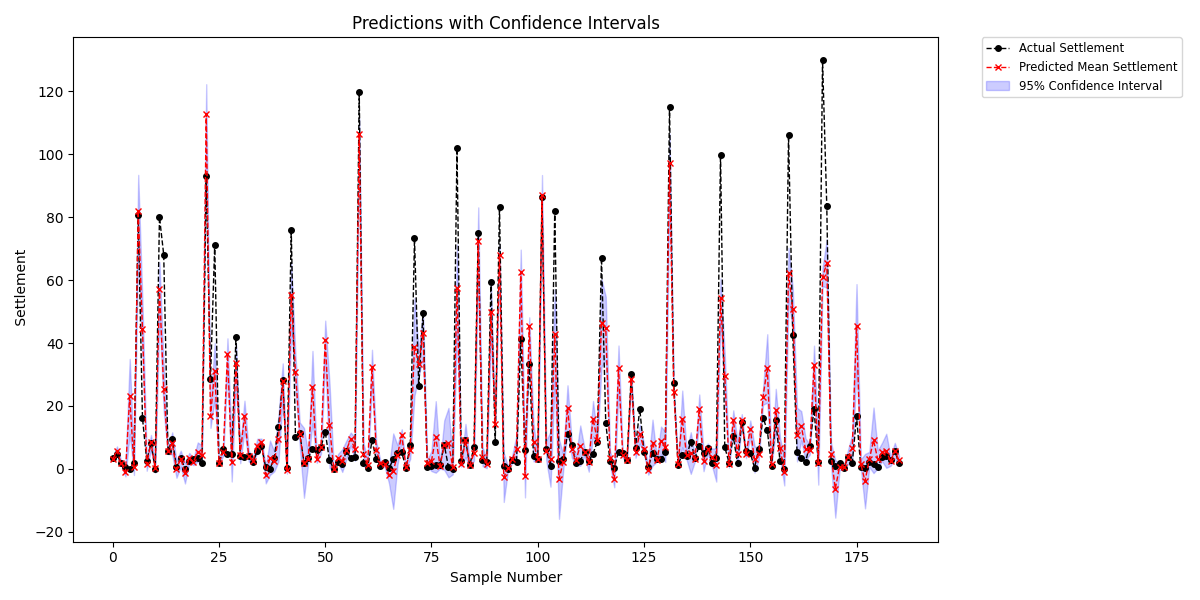 Predictions with Confidence Intervals
Actual Settlement
Predicted Mean Settlement
95% Confidence Interval
Settlement
120
100
80
60
40
20
0
−20
0 25 50 75 100 125 150 175
Sample Number